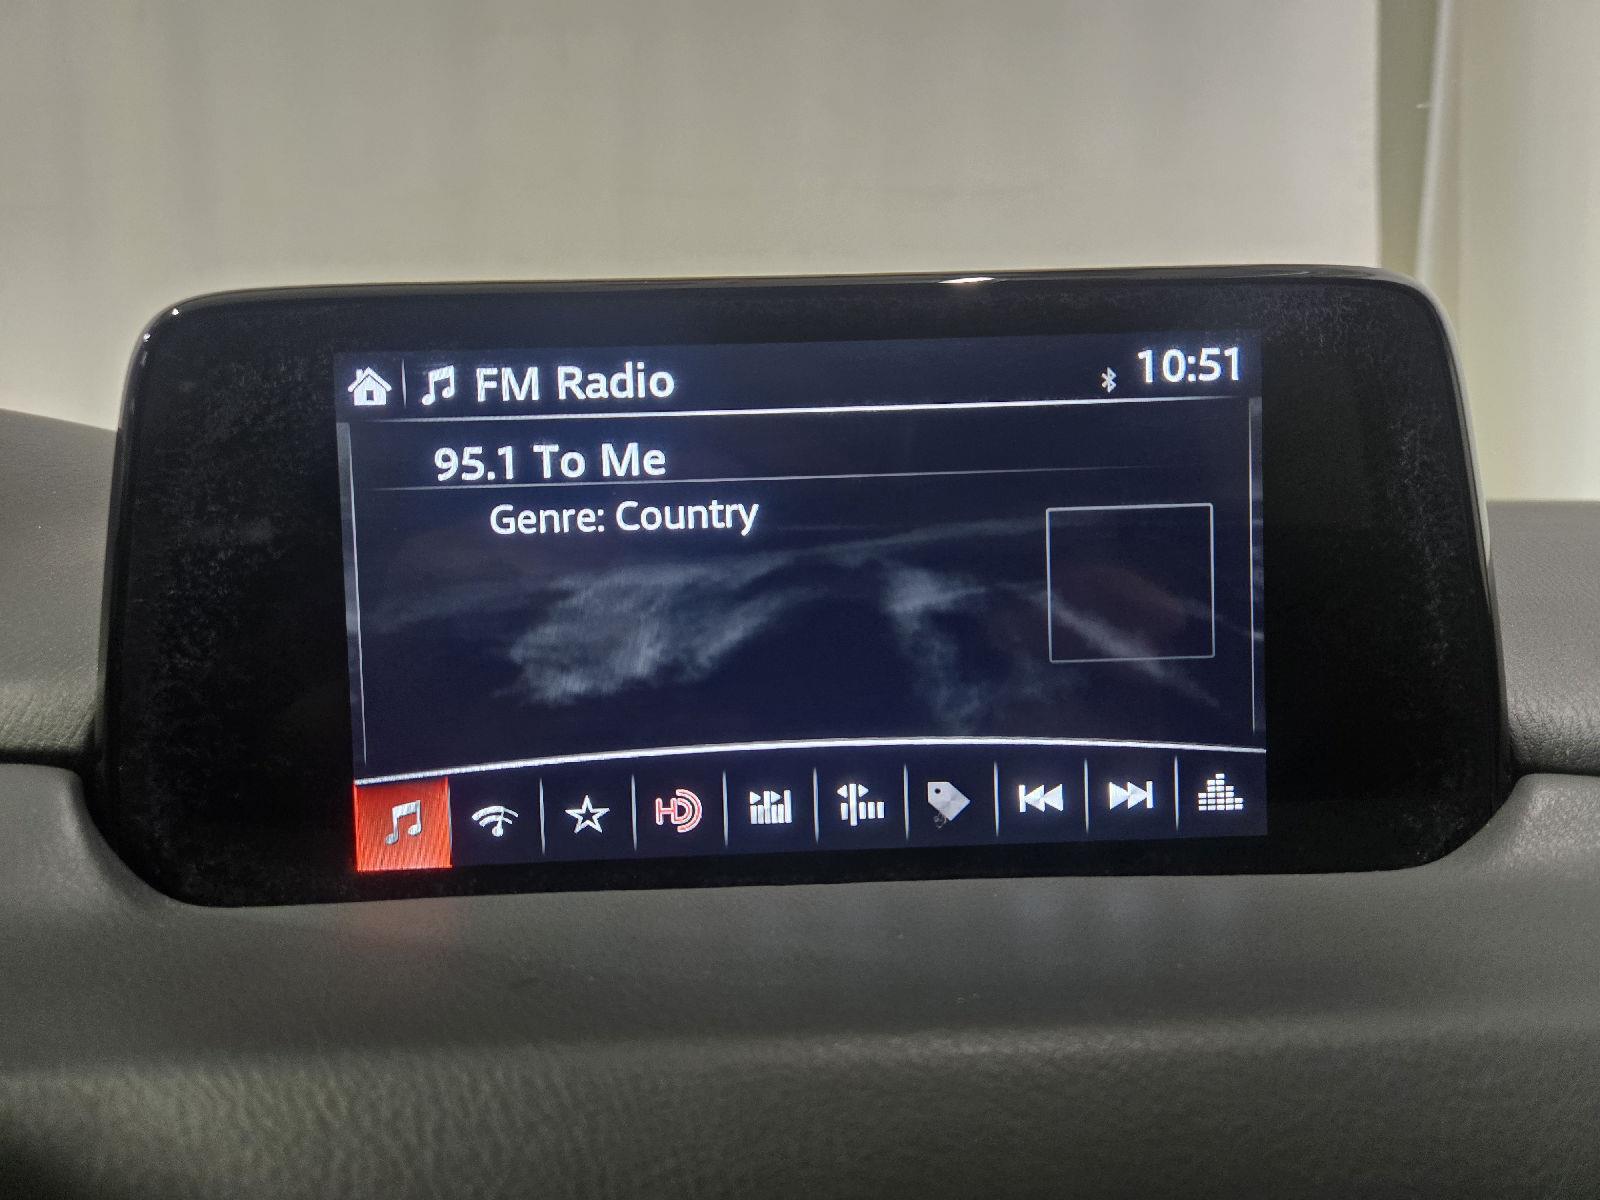 FM Radio
10:51
95.1 To Me
Genre: Country
HD